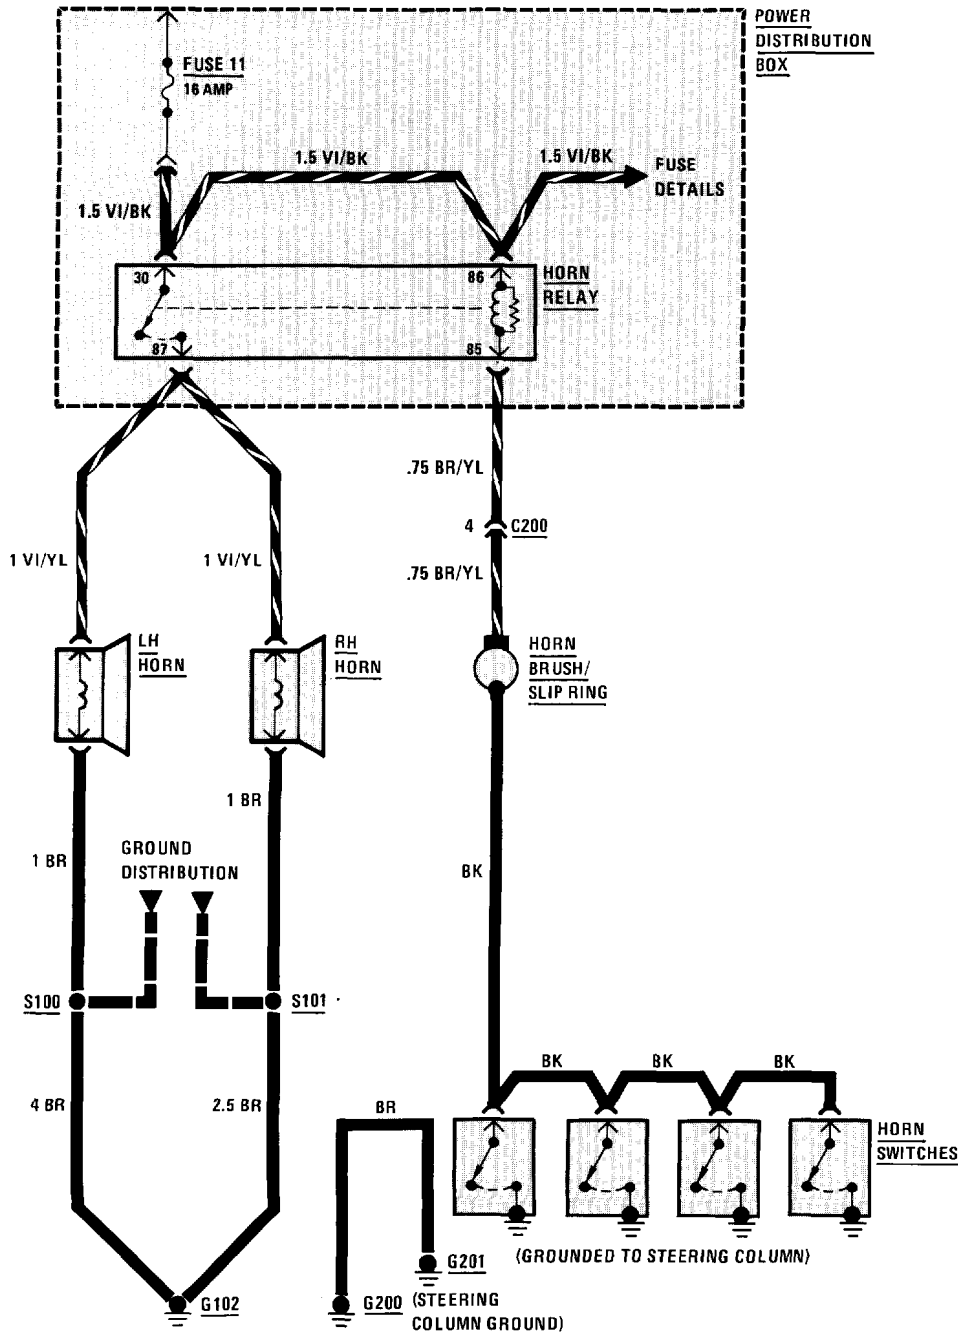 POWER
DISTRIBUTION
BOX
FUSE 11
16 AMP
1.5 VI/BK
1.5 VI/BK
FUSE
DETAILS
1.5 VI/BK
30
86
HORN
RELAY
87
85
.75 BR/YL
4
C200
1 VI/YL
1 VI/YL
.75 BR/YL
LH
HORN
RH
HORN
HORN
BRUSH/
SLIP RING
1 BR
1 BR
GROUND
DISTRIBUTION
BK
S100
S101
BK
BK
BK
4 BR
2.5 BR
BR
HORN
SWITCHES
(GROUNDED TO STEERING COLUMN)
G201
G102
G200 (STEERING
COLUMN GROUND)